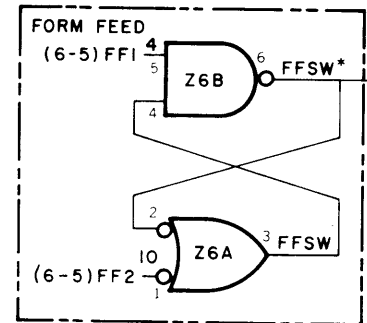 FORM FEED
(6-5)FF1 4
5
Z6B
6
FFSW*
4
2
10
Z6A
3
FFSW
(6-5)FF2
1